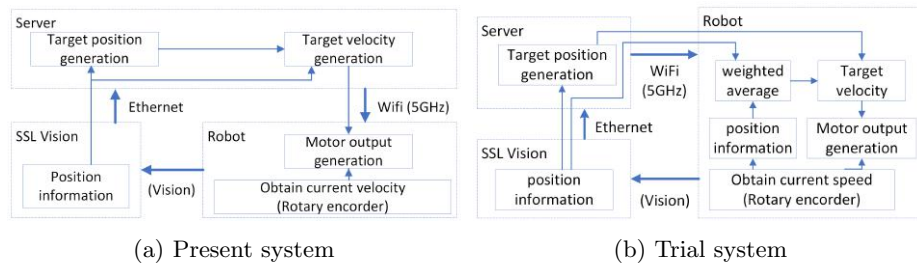 Server
Target position
generation
Target velocity
generation
Ethernet
Wifi (5GHz)
SSL Vision
Robot
Motor output
generation
Position
information
(Vision)
Obtain current velocity
(Rotary encorder)
(a) Present system
Robot
Server
Target position
generation
WiFi
(5GHz)
weighted
average
Target
velocity
Ethernet
SSL Vision
position
information
Motor output
generation
position
information
(Vision)
Obtain current speed
(Rotary encorder)
(b) Trial system